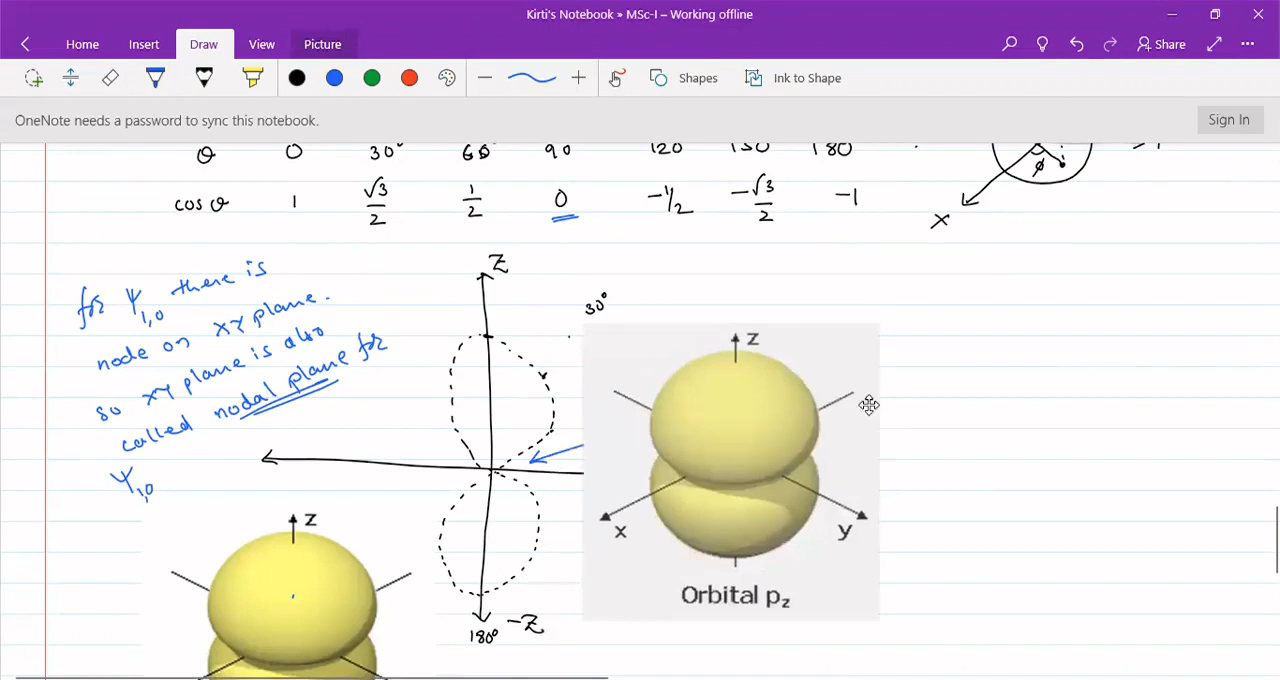 Kirti's Notebook » MSc-I – Working offline
Home Insert Draw View Picture
Share
Shapes Ink to Shape
OneNote needs a password to sync this notebook.
Sign In
θ 0 30° 60° 90 120 150 180
cos θ 1 √3/2 1/2 0 -1/2 -√3/2 -1
φ
X
Z
30°
for Ψ1,0 there is
node on XY plane.
so XY plane is also
called nodal plane for
Ψ1,0
z
x
y
Orbital pz
z
180° -Z